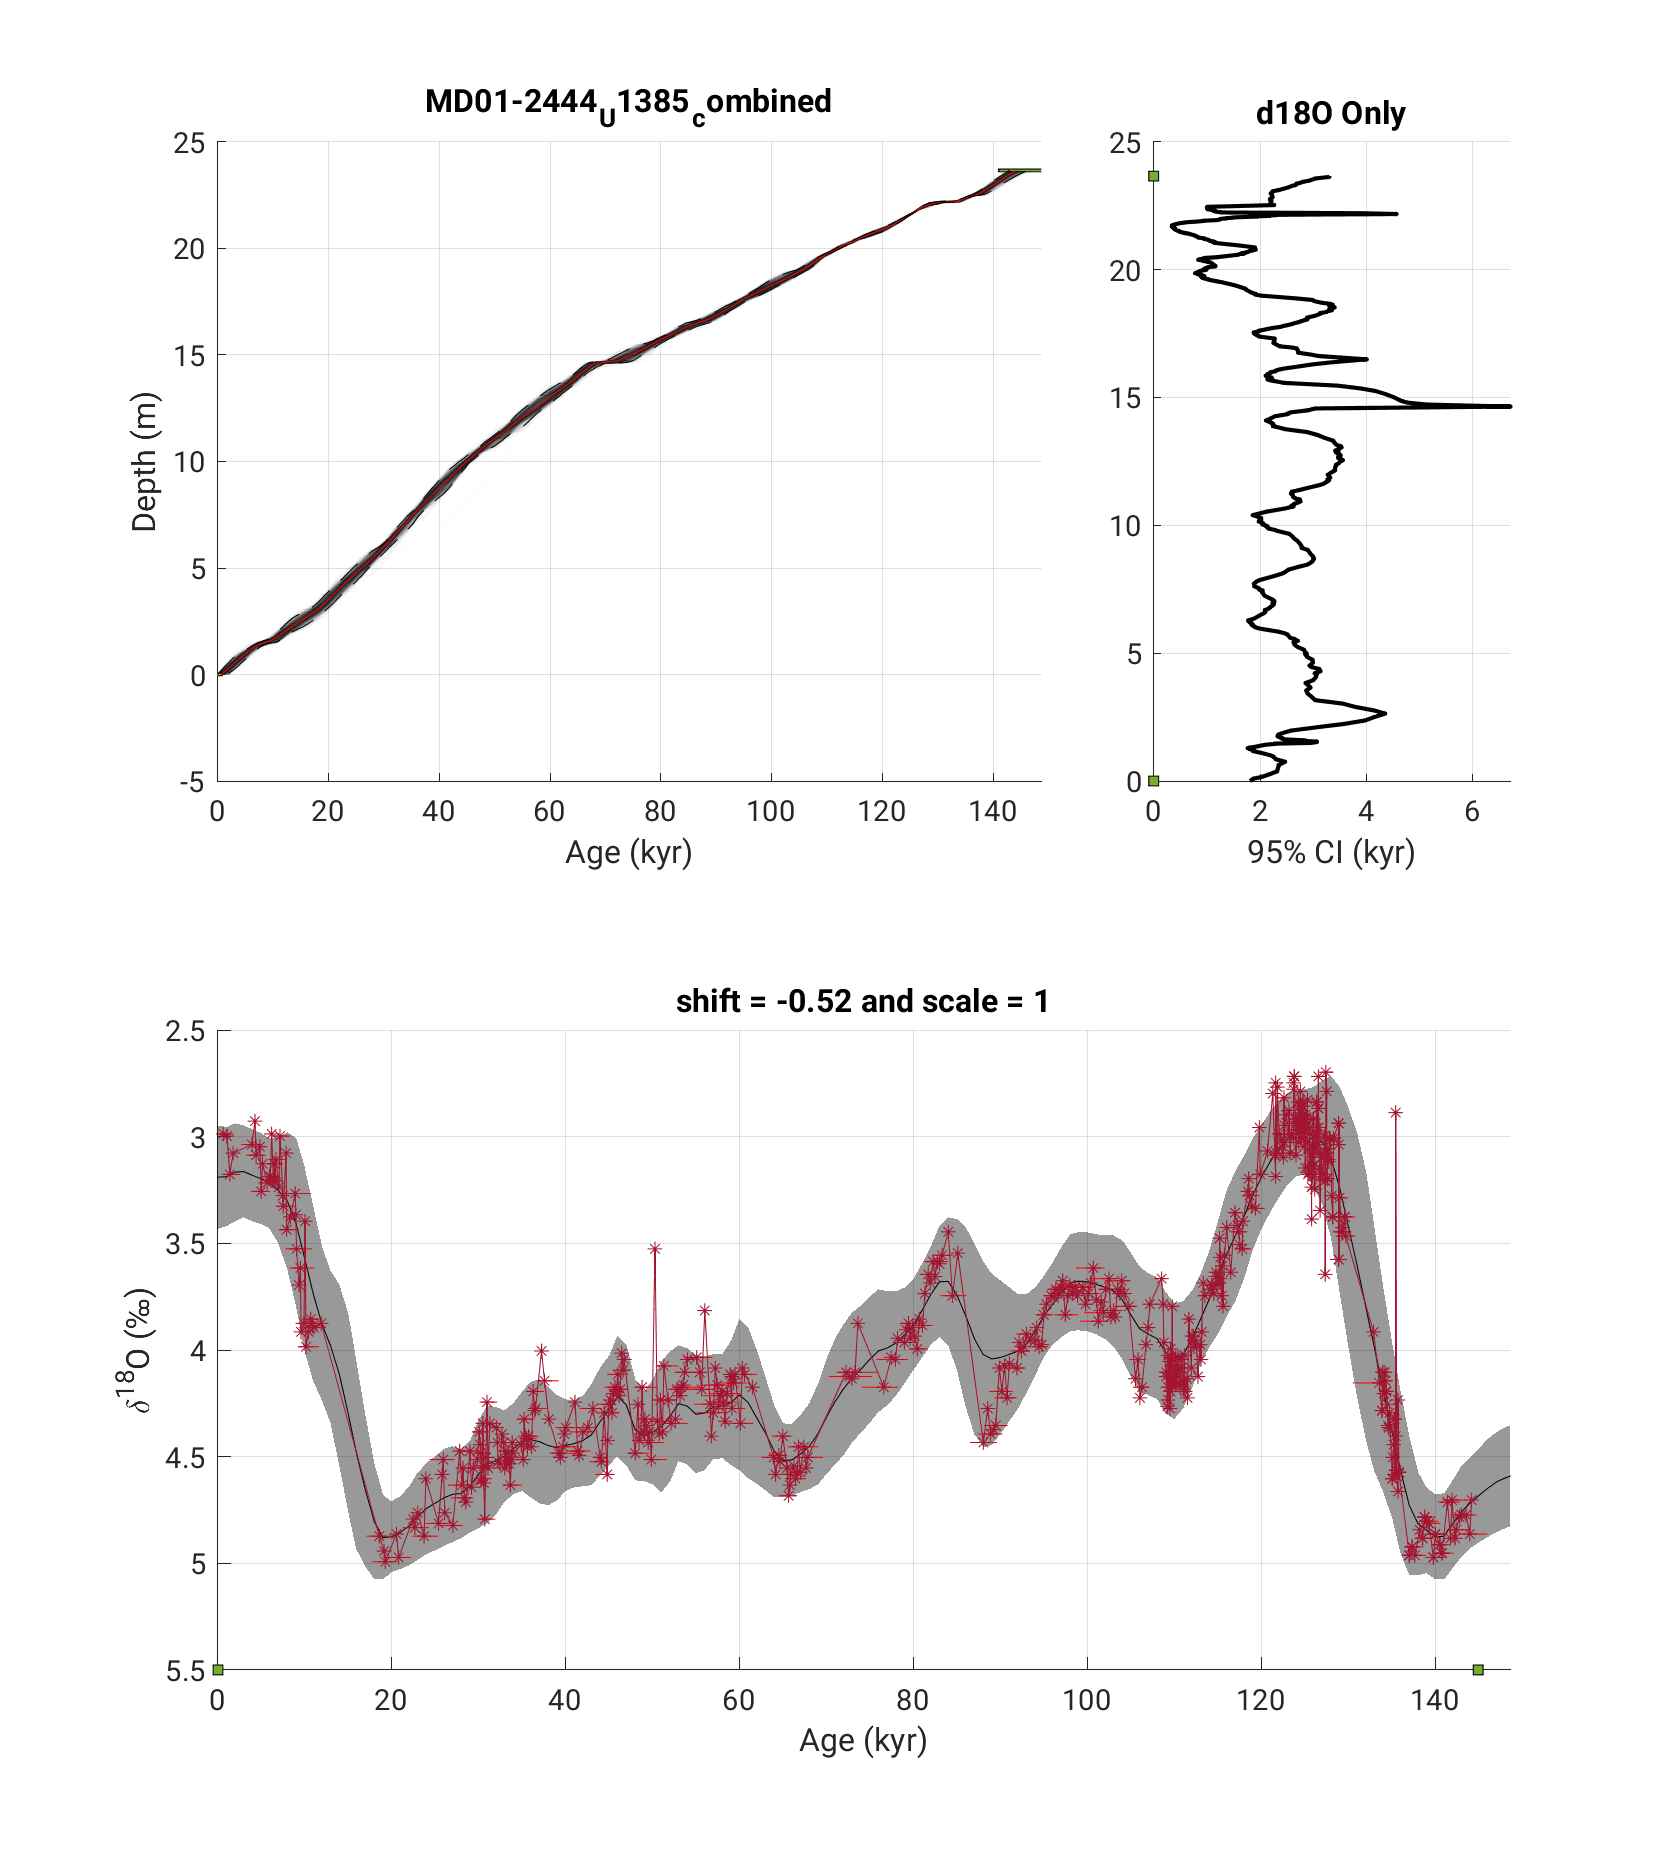 MD01-2444U1385combined
d18O Only
25
20
15
10
5
0
-5
Depth (m)
0 20 40 60 80 100 120 140
Age (kyr)
25
20
15
10
5
0
0 2 4 6
95% CI (kyr)
shift = -0.52 and scale = 1
2.5
3
3.5
4
4.5
5
5.5
δ18O (‰)
0 20 40 60 80 100 120 140
Age (kyr)